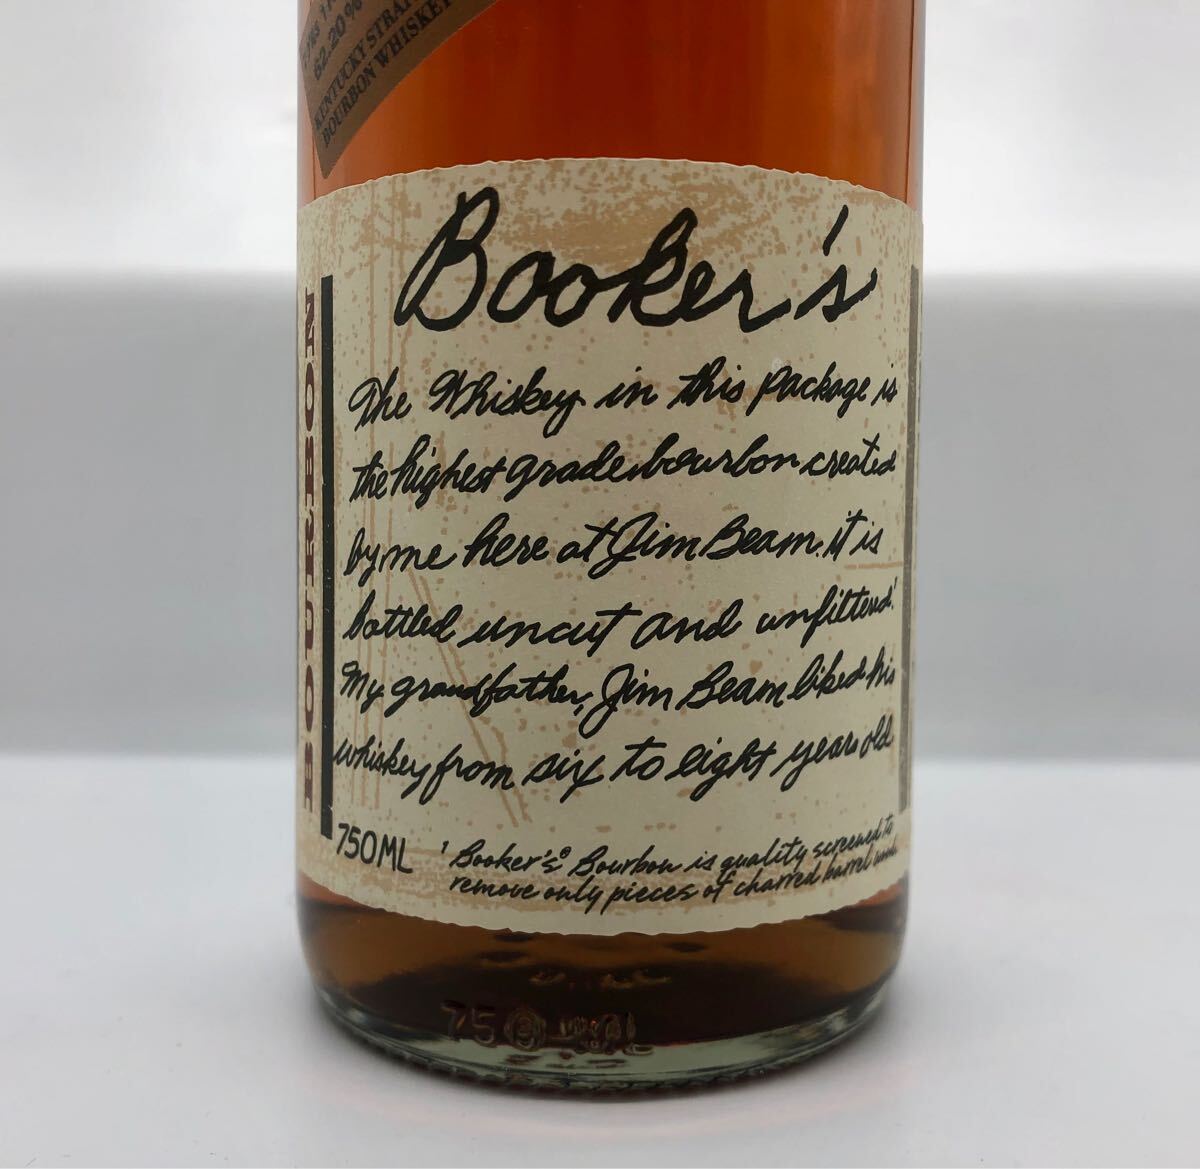 62.20%
KENTUCKY STRAIGHT
BOURBON WHISKEY
Booker's
BOURBON
The Whiskey in this package is
the highest grade bourbon created
by me here at Jim Beam. it is
bottled uncut and unfiltered.'
My grandfather, Jim Beam liked his
whiskey from six to eight years old
750ML
' Booker's® Bourbon is quality screened to
remove only pieces of charred barrel wood.
750 ML